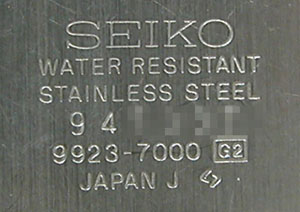 SEIKO
WATER RESISTANT
STAINLESS STEEL
9 4
9923-7000 G2
JAPAN J